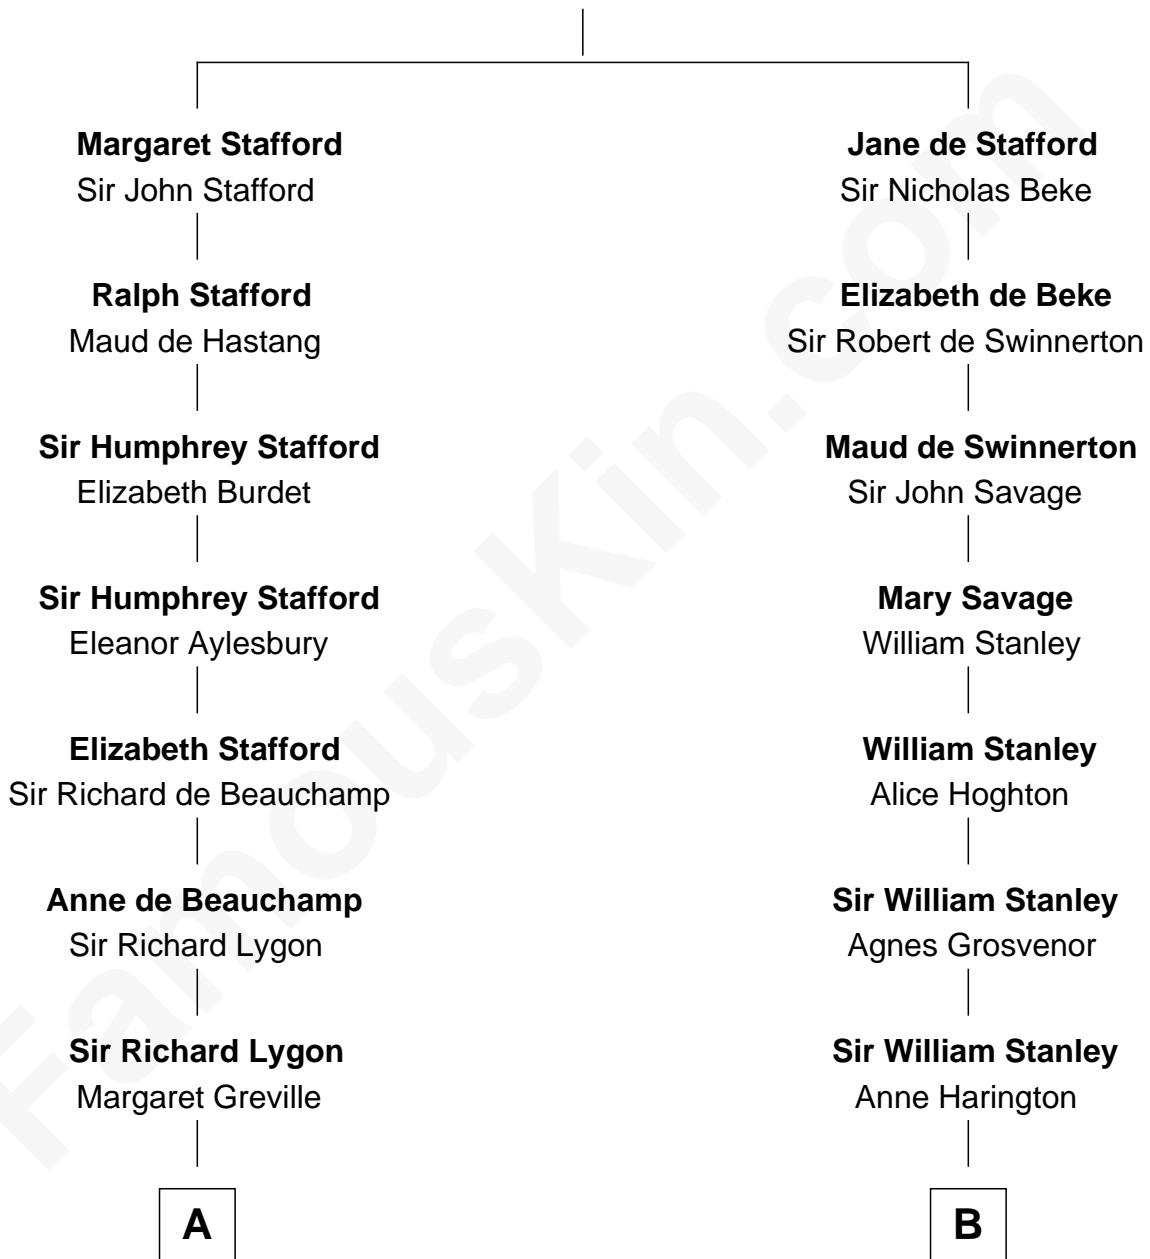 Margaret Stafford
Sir John Stafford
Ralph Stafford
Maud de Hastang
Sir Humphrey Stafford
Elizabeth Burdet
Sir Humphrey Stafford
Eleanor Aylesbury
Elizabeth Stafford
Sir Richard de Beauchamp
Anne de Beauchamp
Sir Richard Lygon
Sir Richard Lygon
Margaret Greville
A
Jane de Stafford
Sir Nicholas Beke
Elizabeth de Beke
Sir Robert de Swinnerton
Maud de Swinnerton
Sir John Savage
Mary Savage
William Stanley
William Stanley
Alice Hoghton
Sir William Stanley
Agnes Grosvenor
Sir William Stanley
Anne Harington
B
FamousKin.com